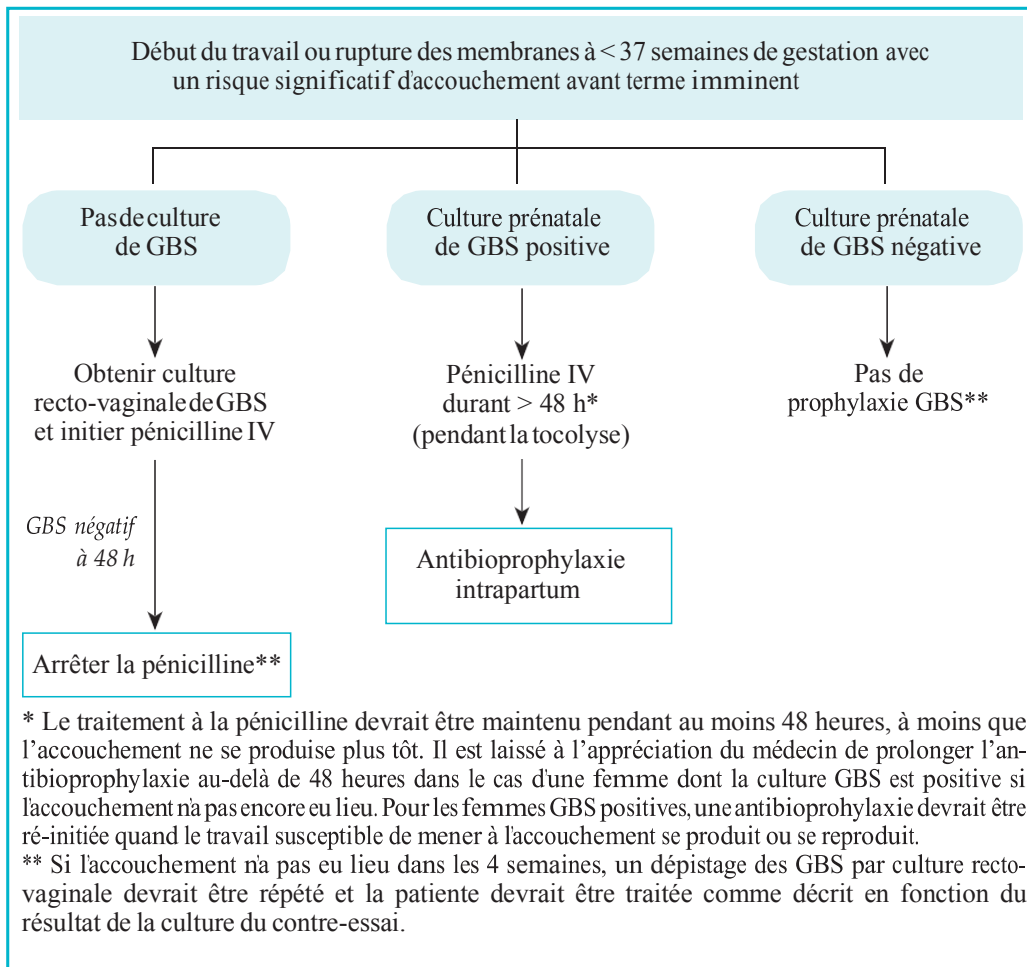 Début du travail ou rupture des membranes à < 37 semaines de gestation avec
un risque significatif d'accouchement avant terme imminent
Pas de culture
de GBS
Culture prénatale
de GBS positive
Culture prénatale
de GBS négative
Obtenir culture
recto-vaginale de GBS
et initier pénicilline IV
Pénicilline IV
durant > 48 h*
(pendant la tocolyse)
Pas de
prophylaxie GBS**
GBS négatif
à 48 h
Antibioprophylaxie
intrapartum
Arrêter la pénicilline**
* Le traitement à la pénicilline devrait être maintenu pendant au moins 48 heures, à moins que
l'accouchement ne se produise plus tôt. Il est laissé à l'appréciation du médecin de prolonger l'an-
tibioprophylaxie au-delà de 48 heures dans le cas d'une femme dont la culture GBS est positive si
l'accouchement n'a pas encore eu lieu. Pour les femmes GBS positives, une antibioprohylaxie devrait être
ré-initiée quand le travail susceptible de mener à l'accouchement se produit ou se reproduit.
** Si l'accouchement n'a pas eu lieu dans les 4 semaines, un dépistage des GBS par culture recto-
vaginale devrait être répété et la patiente devrait être traitée comme décrit en fonction du
résultat de la culture du contre-essai.